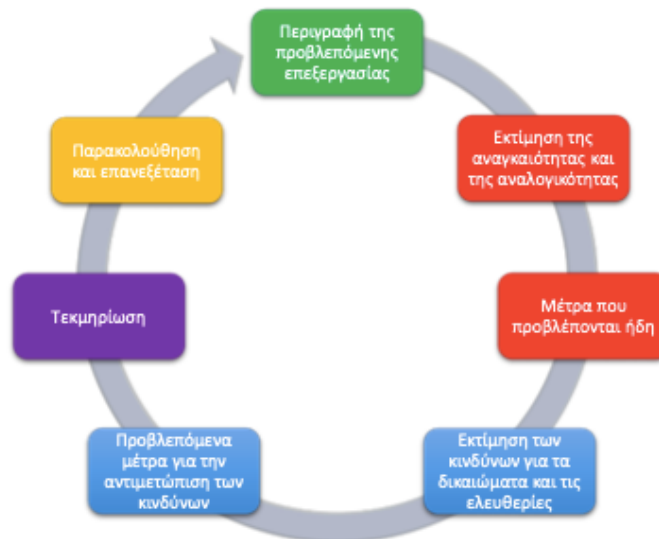 Περιγραφή της
προβλεπόμενης
επεξεργασίας
Εκτίμηση της
αναγκαιότητας και
της αναλογικότητας
Μέτρα που
προβλέπονται ήδη
Εκτίμηση των
κινδύνων για τα
δικαιώματα και τις
ελευθερίες
Προβλεπόμενα
μέτρα για την
αντιμετώπιση των
κινδύνων
Τεκμηρίωση
Παρακολούθηση
και επανεξέταση